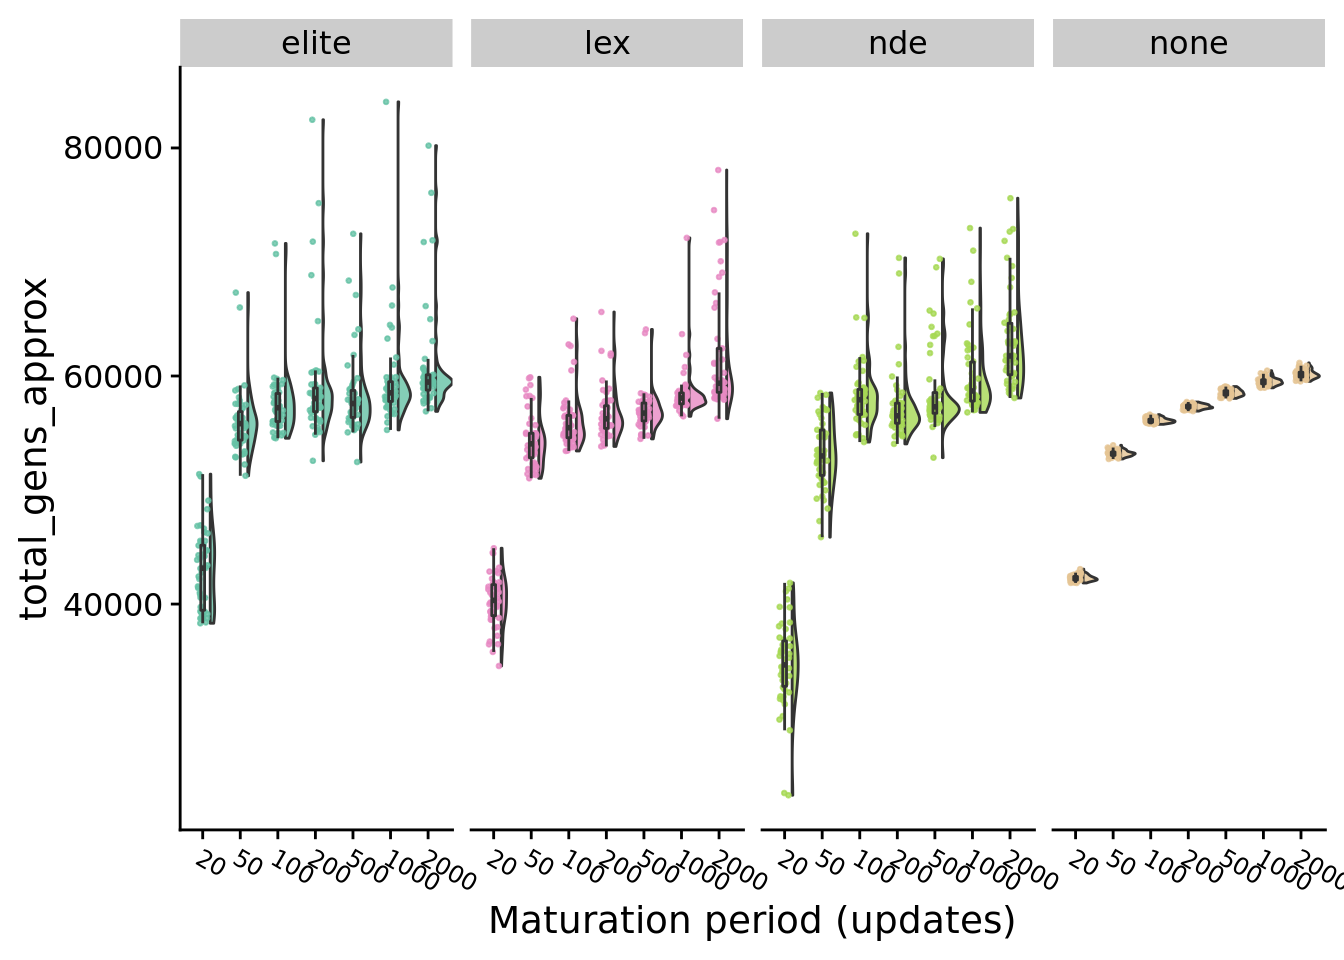 elite lex nde none
80000
60000
40000
total_gens_approx
20 50 100 200 500 1000 2000 20 50 100 200 500 1000 2000 20 50 100 200 500 1000 2000 20 50 100 200 500 1000 2000
Maturation period (updates)